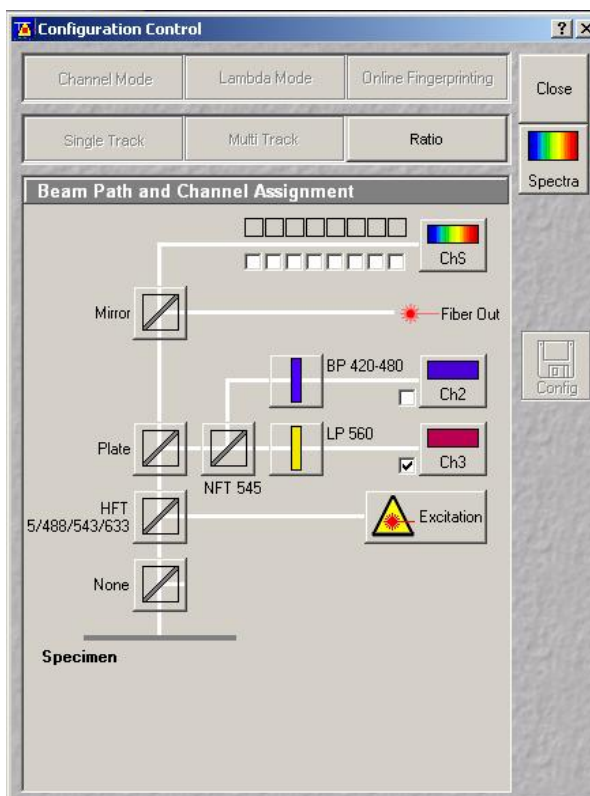 Configuration Control
Channel Mode
Lambda Mode
Online Fingerprinting
Close
Single Track
Multi Track
Ratio
Spectra
Beam Path and Channel Assignment
ChS
Mirror
Fiber Out
BP 420-480
Ch2
Config
Plate
LP 560
Ch3
NFT 545
HFT
5/488/543/633
Excitation
None
Specimen